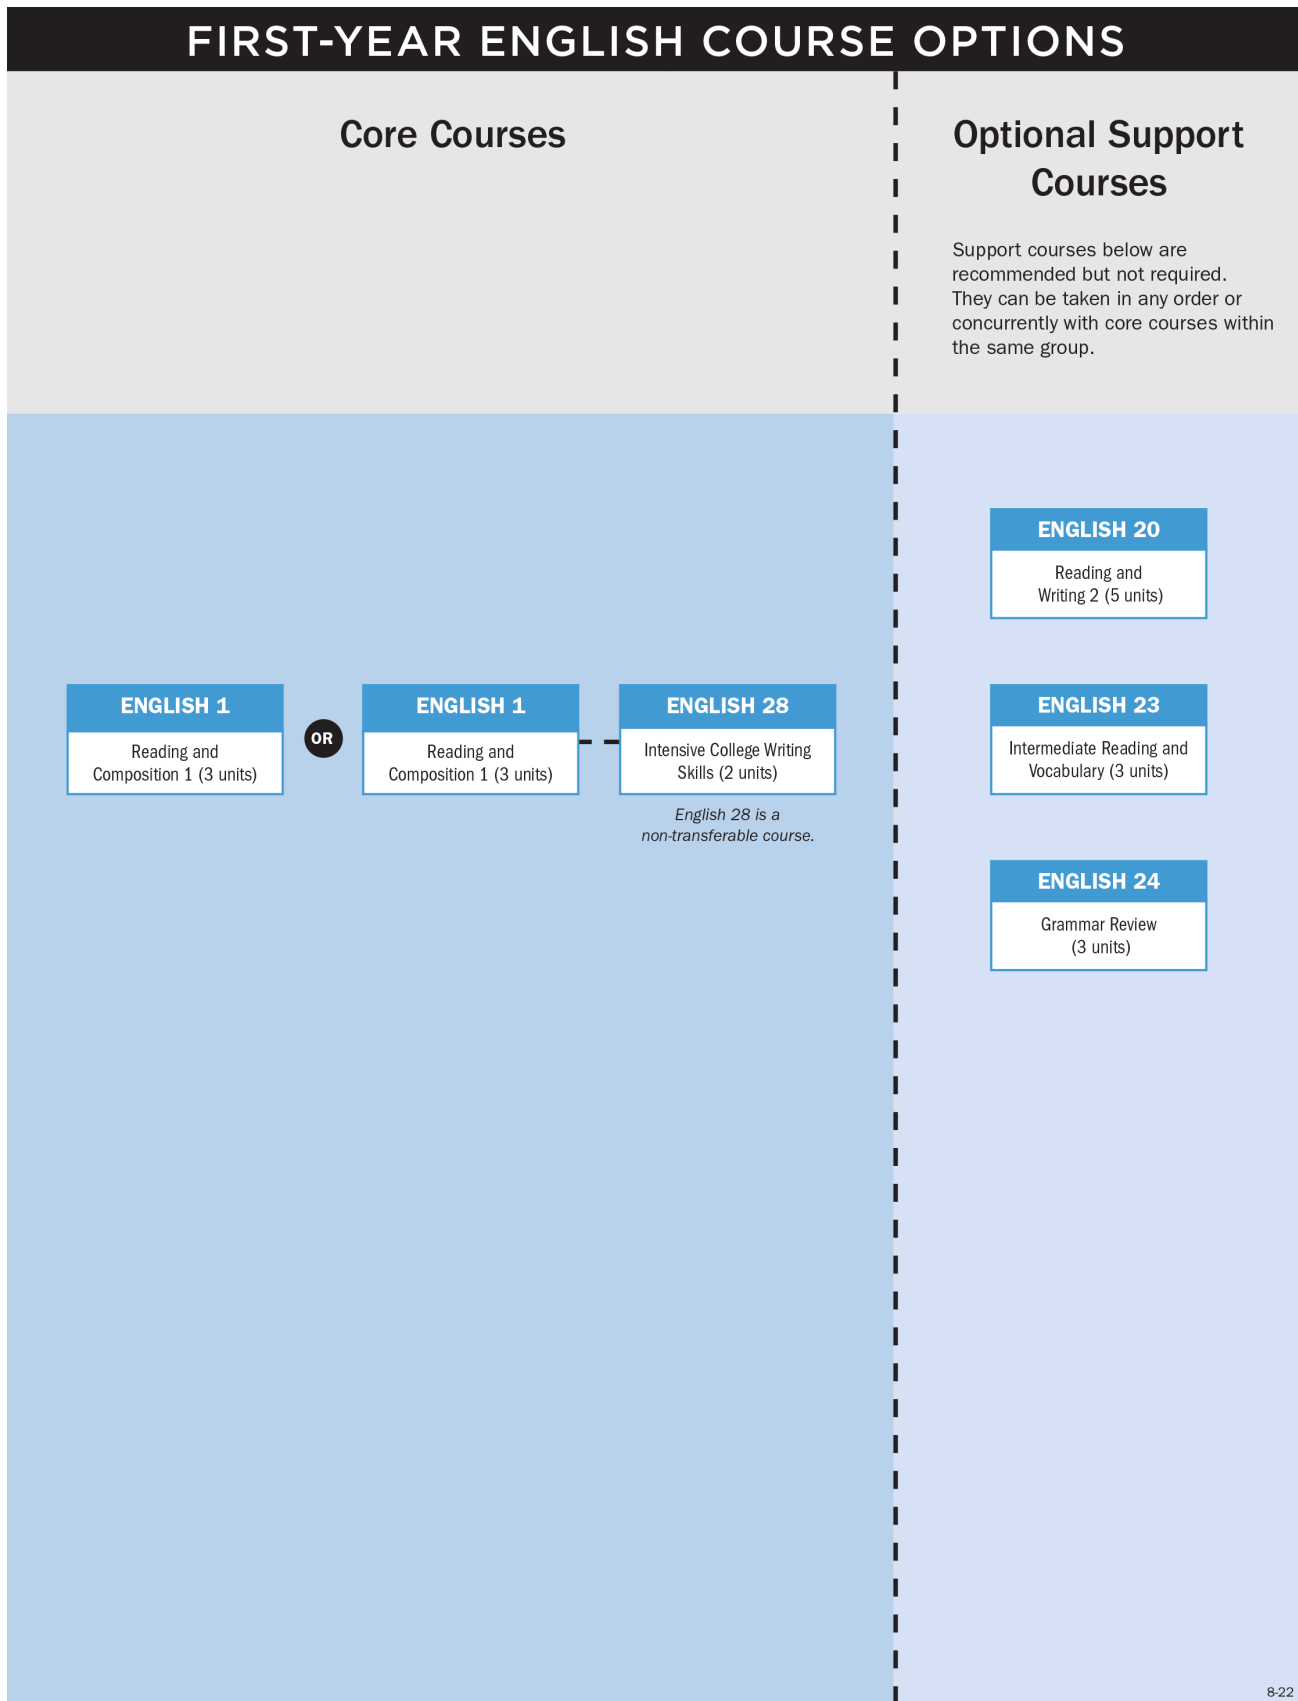 FIRST-YEAR ENGLISH COURSE OPTIONS
Core Courses
Optional Support
Courses
Support courses below are
recommended but not required.
They can be taken in any order or
concurrently with core courses within
the same group.
ENGLISH 1
Reading and
Composition 1 (3 units)
OR
ENGLISH 1
Reading and
Composition 1 (3 units)
ENGLISH 28
Intensive College Writing
Skills (2 units)
English 28 is a
non-transferable course.
ENGLISH 20
Reading and
Writing 2 (5 units)
ENGLISH 23
Intermediate Reading and
Vocabulary (3 units)
ENGLISH 24
Grammar Review
(3 units)
8-22